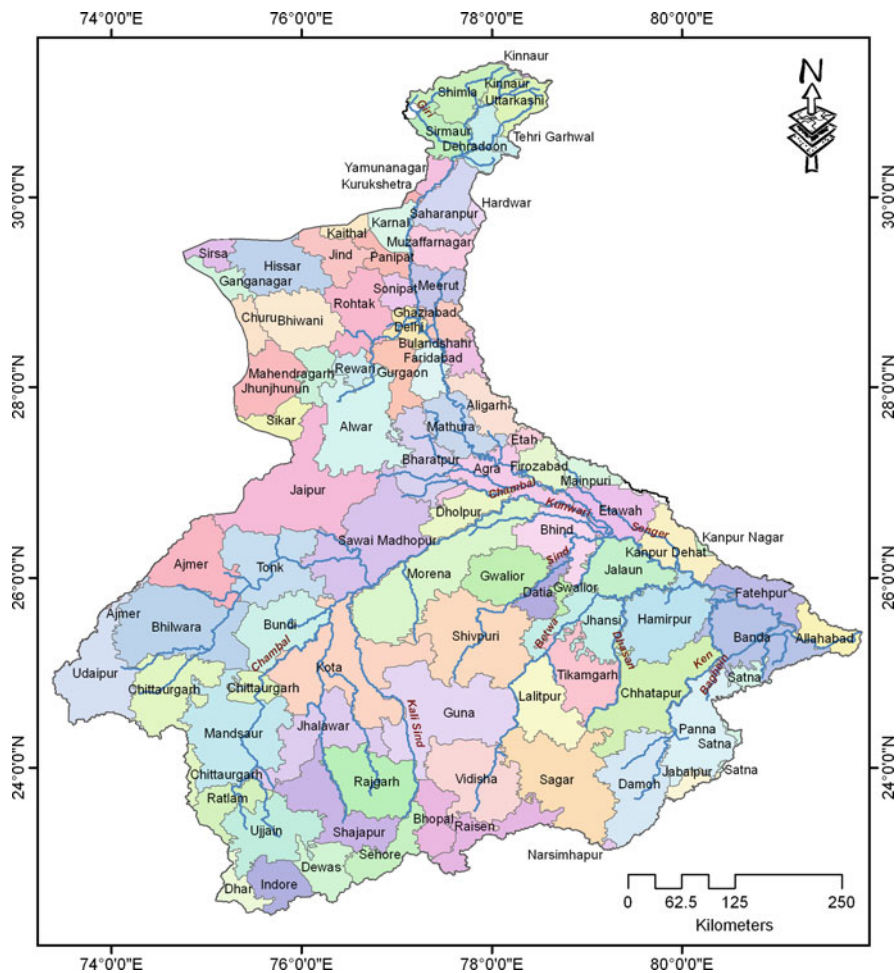 74°0'0"E 76°0'0"E 78°0'0"E 80°0'0"E
N
Kinnaur
Kinnaur
Shimla
Uttarkashi
Giri
Sirmaur
Tehri Garhwal
Dehradoon
Yamunanagar
Kurukshetra
30°0'0"N 30°0'0"N
Hardwar
Saharanpur
Karnal
Kaithal
Muzaffarnagar
Sirsa
Jind
Panipat
Hissar
Ganganagar
Sonipat
Meerut
Rohtak
Churu
Bhiwani
Ghaziabad
Delhi
Bulandshahr
Faridabad
Rewari
Gurgaon
Mahendragarh
Jhunjhunun
28°0'0"N 28°0'0"N
Aligarh
Sikar
Alwar
Mathura
Etah
Bharatpur
Agra
Firozabad
Mainpuri
Jaipur
Chambal
Dholpur
Kunwari
Etawah
Bhind
Senger
Sawai Madhopur
Kanpur Nagar
Kanpur Dehat
Ajmer
Tonk
Sind
Morena
Gwalior
Jalaun
26°0'0"N 26°0'0"N
Datia
Gwalior
Fatehpur
Ajmer
Bhilwara
Bundi
Jhansi
Hamirpur
Shivpuri
Betwa
Dhasan
Banda
Allahabad
Udaipur
Chambal
Kota
Ken
Baghain
Chittaurgarh
Chittaurgarh
Tikamgarh
Satna
Lalitpur
Chhatapur
Guna
Kali Sind
Jhalawar
Mandsaur
Panna
Satna
24°0'0"N 24°0'0"N
Chittaurgarh
Rajgarh
Vidisha
Sagar
Damoh
Jabalpur
Satna
Ratlam
Ujjain
Shajapur
Bhopal
Raisen
Sehore
Narsimhapur
Dewas
Dhar
Indore
0 62.5 125 250
Kilometers
74°0'0"E 76°0'0"E 78°0'0"E 80°0'0"E